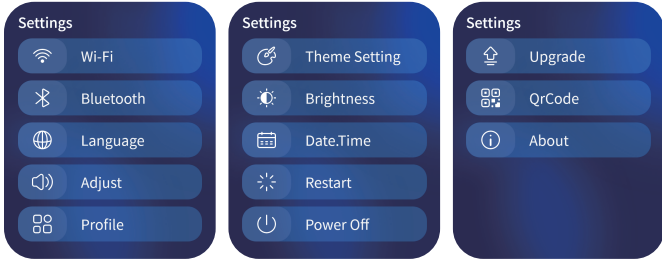 Settings
Wi-Fi
Bluetooth
Language
Adjust
Profile
Settings
Theme Setting
Brightness
Date.Time
Restart
Power Off
Settings
Upgrade
QrCode
About